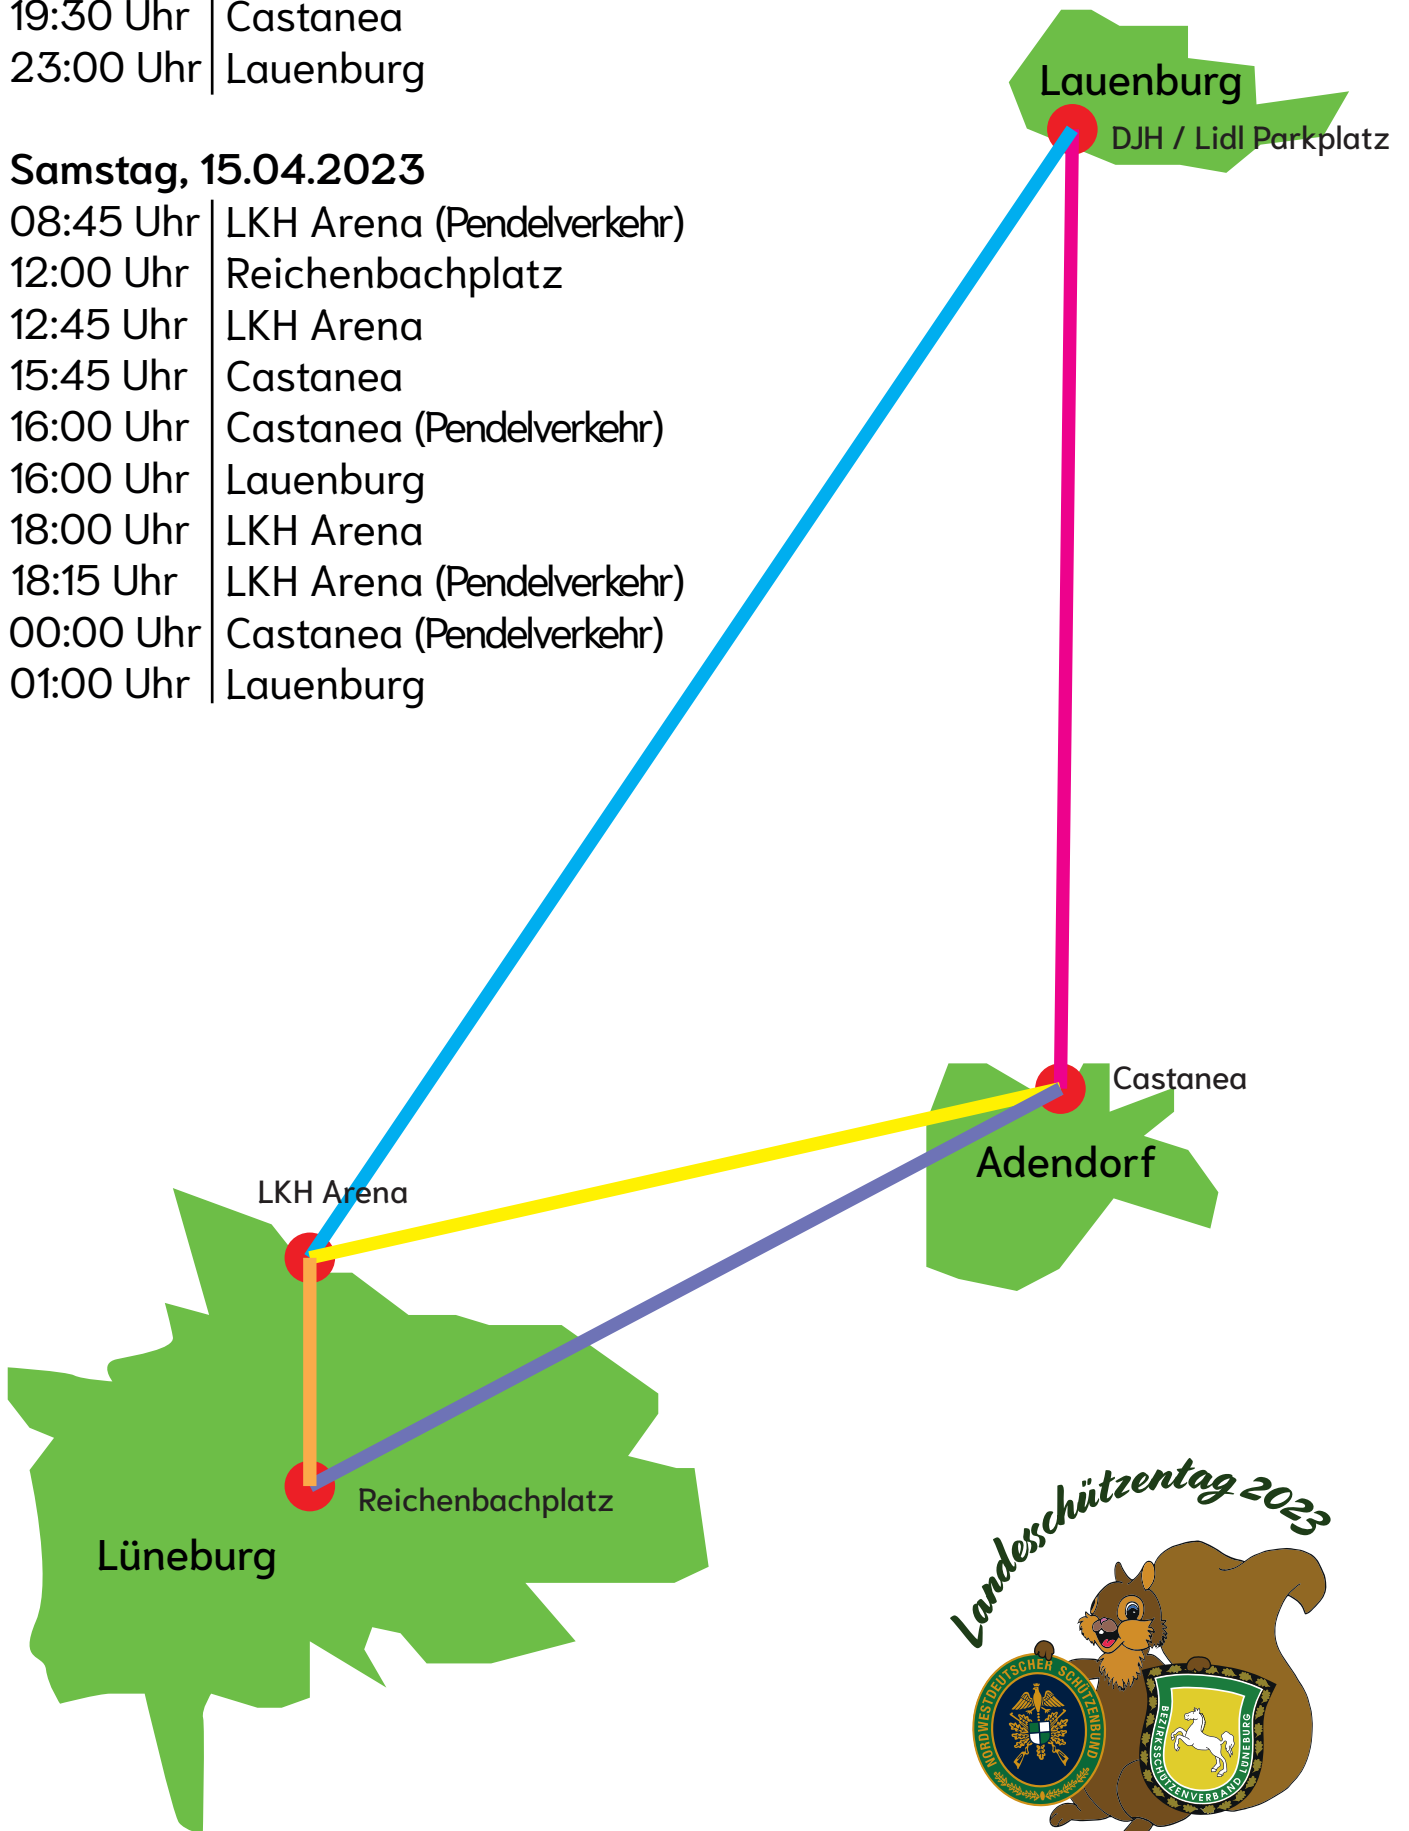 19:30 Uhr Castanea
23:00 Uhr Lauenburg
Samstag, 15.04.2023
08:45 Uhr LKH Arena (Pendelverkehr)
12:00 Uhr Reichenbachplatz
12:45 Uhr LKH Arena
15:45 Uhr Castanea
16:00 Uhr Castanea (Pendelverkehr)
16:00 Uhr Lauenburg
18:00 Uhr LKH Arena
18:15 Uhr LKH Arena (Pendelverkehr)
00:00 Uhr Castanea (Pendelverkehr)
01:00 Uhr Lauenburg
Lauenburg
DJH / Lidl Parkplatz
Castanea
Adendorf
LKH Arena
Reichenbachplatz
Lüneburg
Landesschützentag 2023
NORDWESTDEUTSCHER SCHÜTZENBUND
BEZIRKSSCHÜTZENVERBAND LÜNEBURG